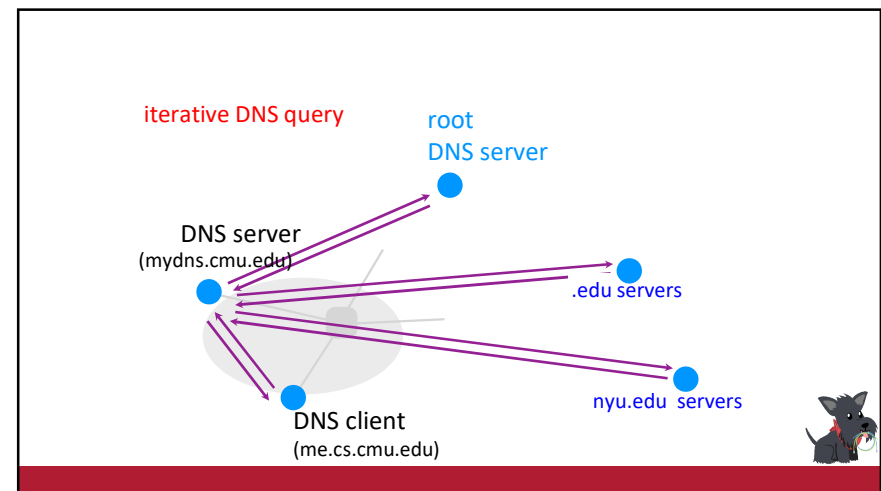 iterative DNS query
root
DNS server
DNS server
(mydns.cmu.edu)
.edu servers
nyu.edu servers
DNS client
(me.cs.cmu.edu)